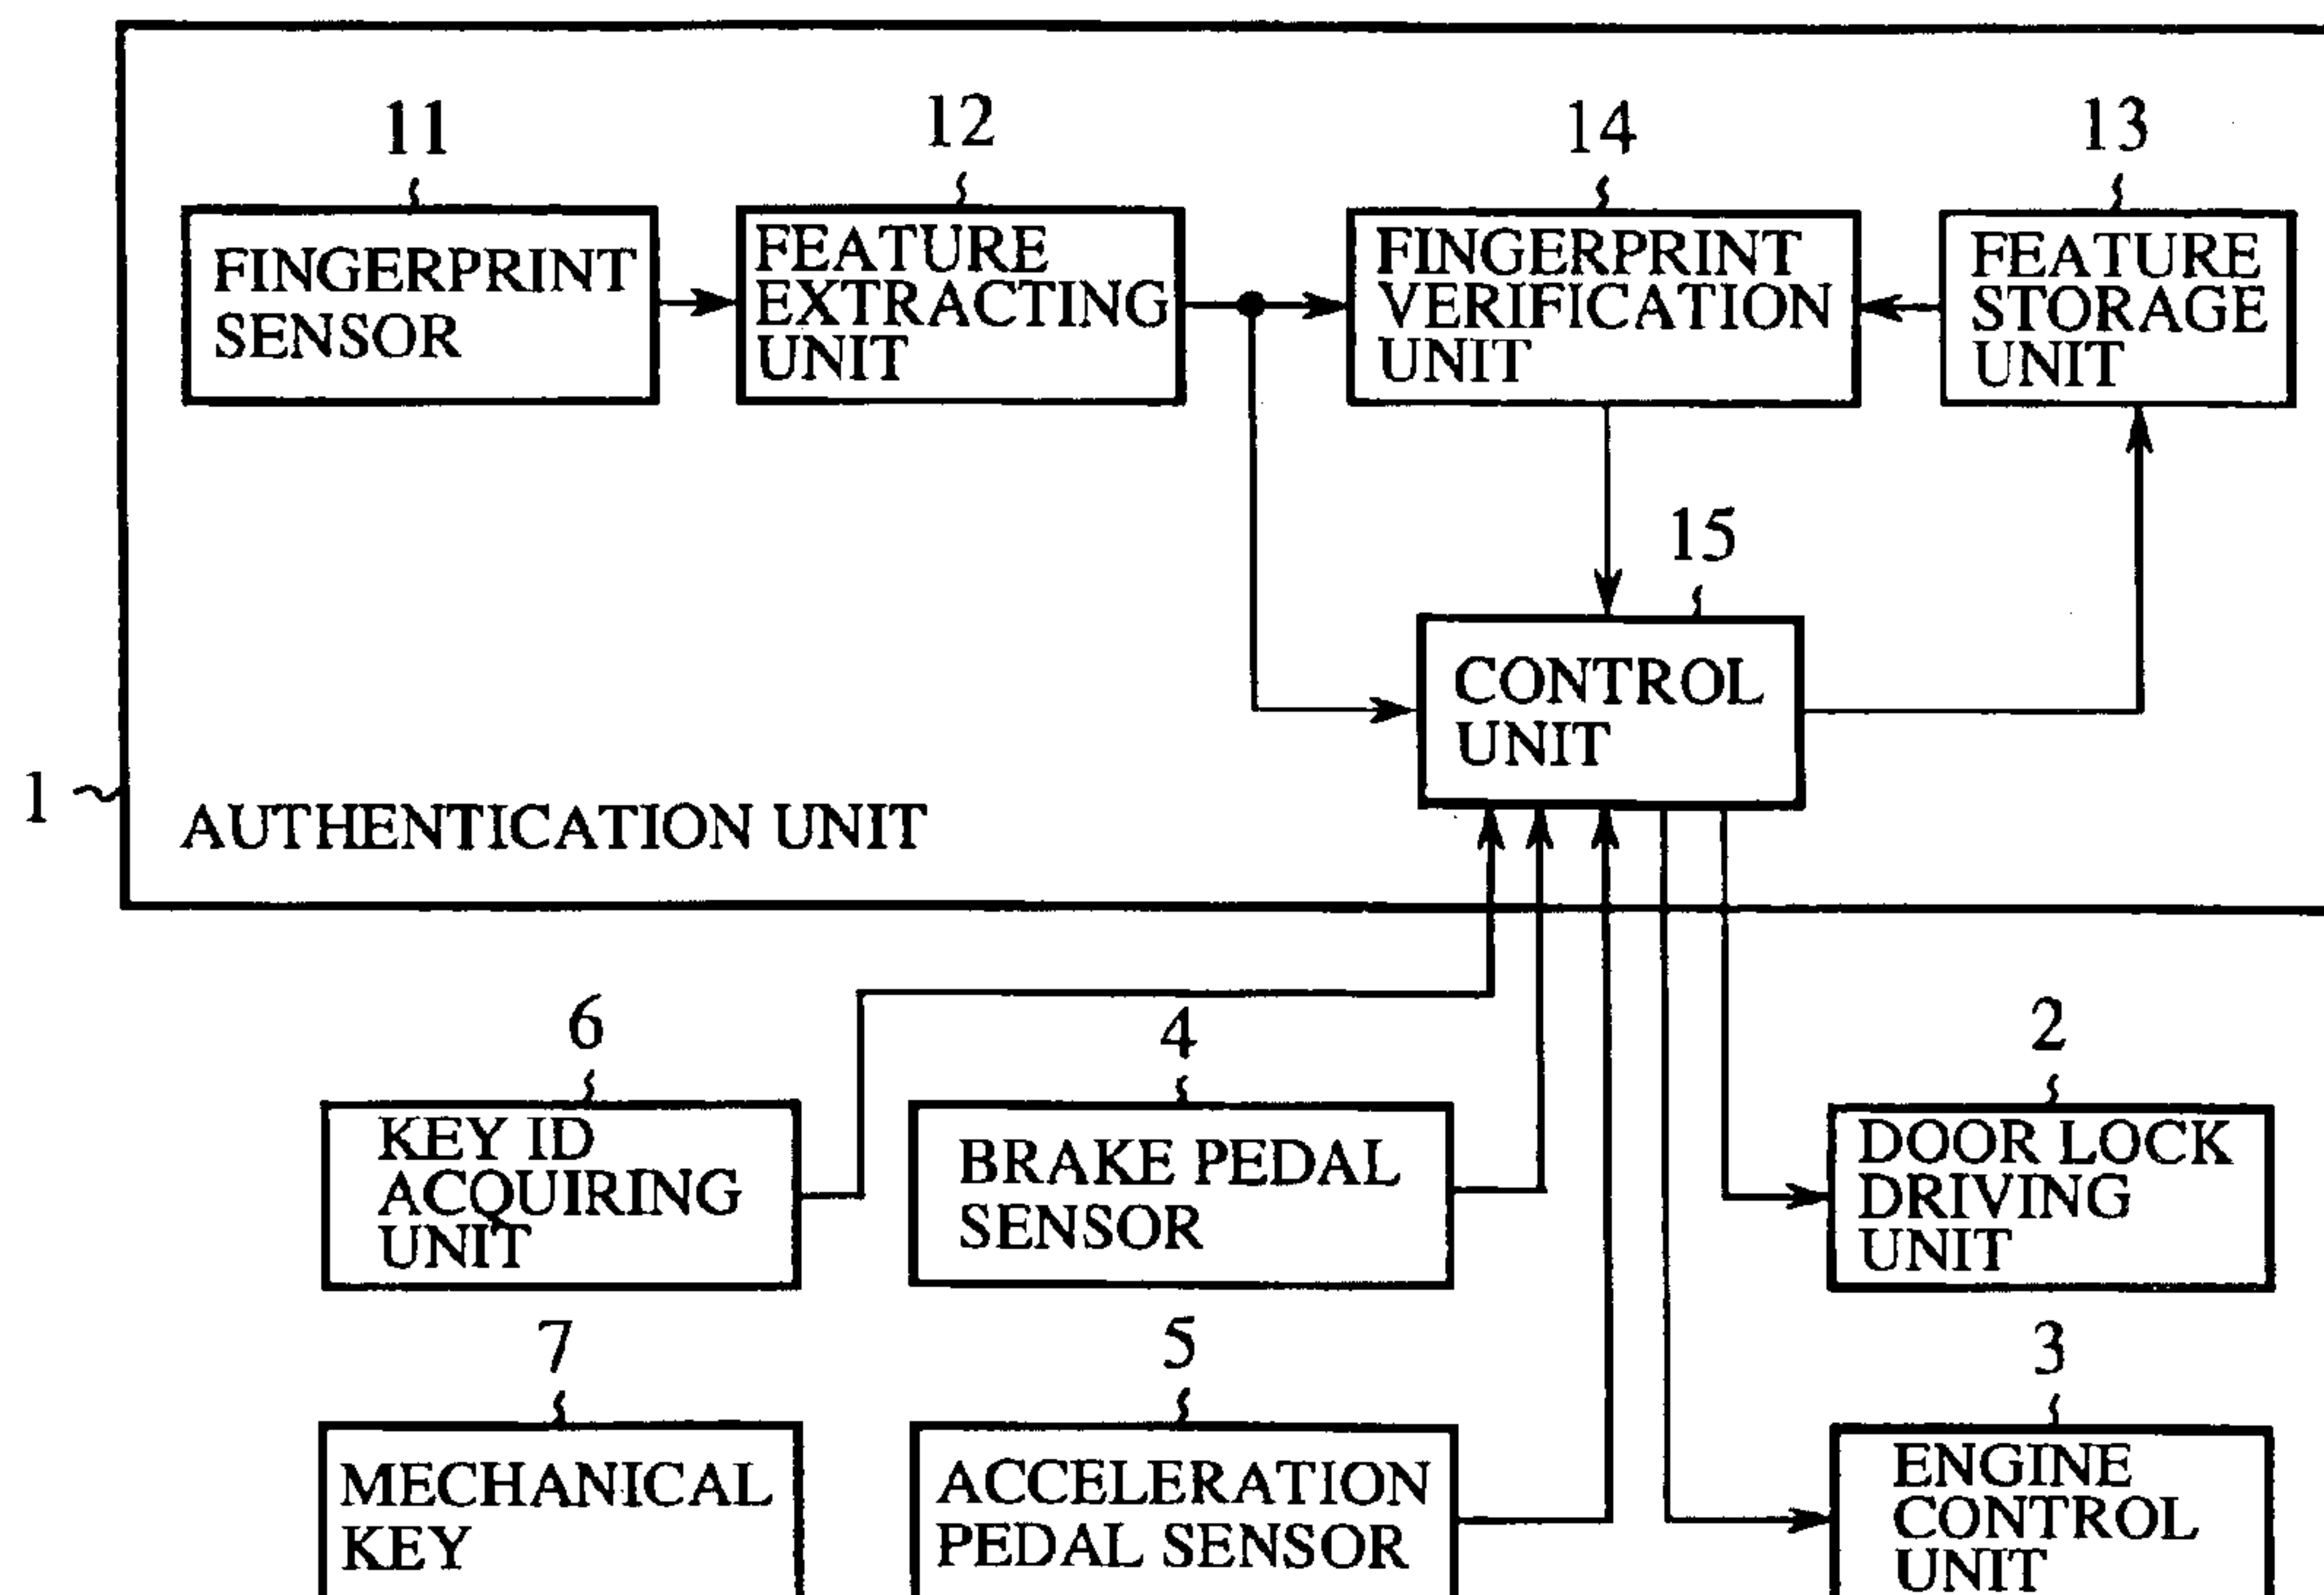 11
12
14
13
FINGERPRINT
SENSOR
FEATURE
EXTRACTING
UNIT
FINGERPRINT
VERIFICATION
UNIT
FEATURE
STORAGE
UNIT
15
CONTROL
UNIT
1
AUTHENTICATION UNIT
6
4
2
KEY ID
ACQUIRING
UNIT
BRAKE PEDAL
SENSOR
DOOR LOCK
DRIVING
UNIT
7
5
3
MECHANICAL
KEY
ACCELERATION
PEDAL SENSOR
ENGINE
CONTROL
UNIT